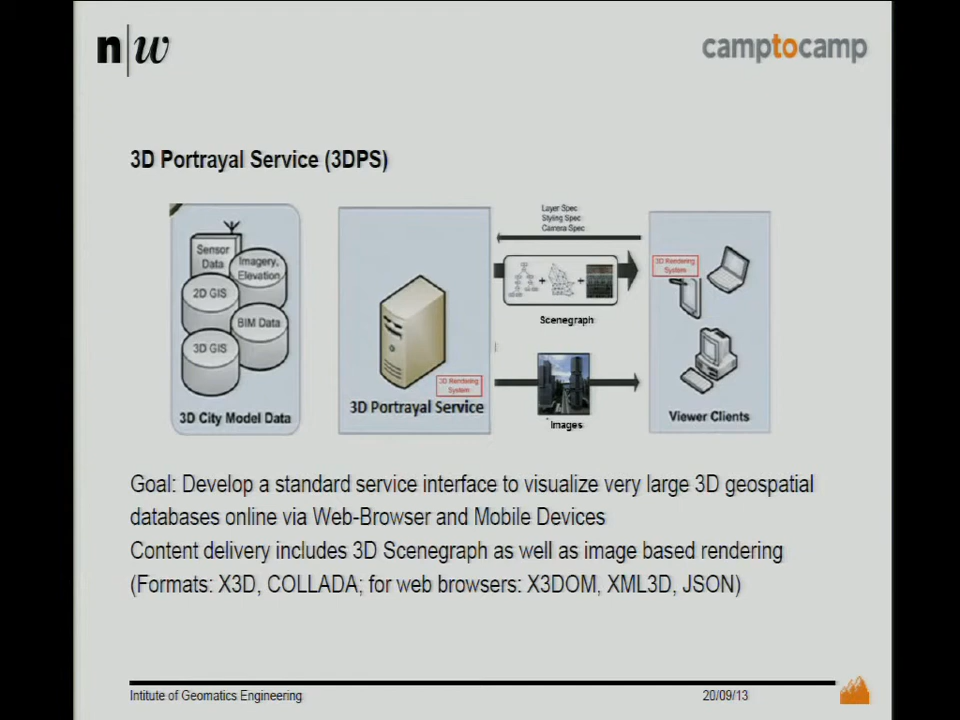 n|w
camptocamp
3D Portrayal Service (3DPS)
Sensor
Data
Imagery,
Elevation
2D GIS
BIM Data
3D GIS
3D City Model Data
3D Rendering
System
3D Portrayal Service
Layer Spec
Styling Spec
Camera Spec
Scenegraph
Images
3D Rendering
System
Viewer Clients
Goal: Develop a standard service interface to visualize very large 3D geospatial
databases online via Web-Browser and Mobile Devices
Content delivery includes 3D Scenegraph as well as image based rendering
(Formats: X3D, COLLADA; for web browsers: X3DOM, XML3D, JSON)
Intitute of Geomatics Engineering
20/09/13